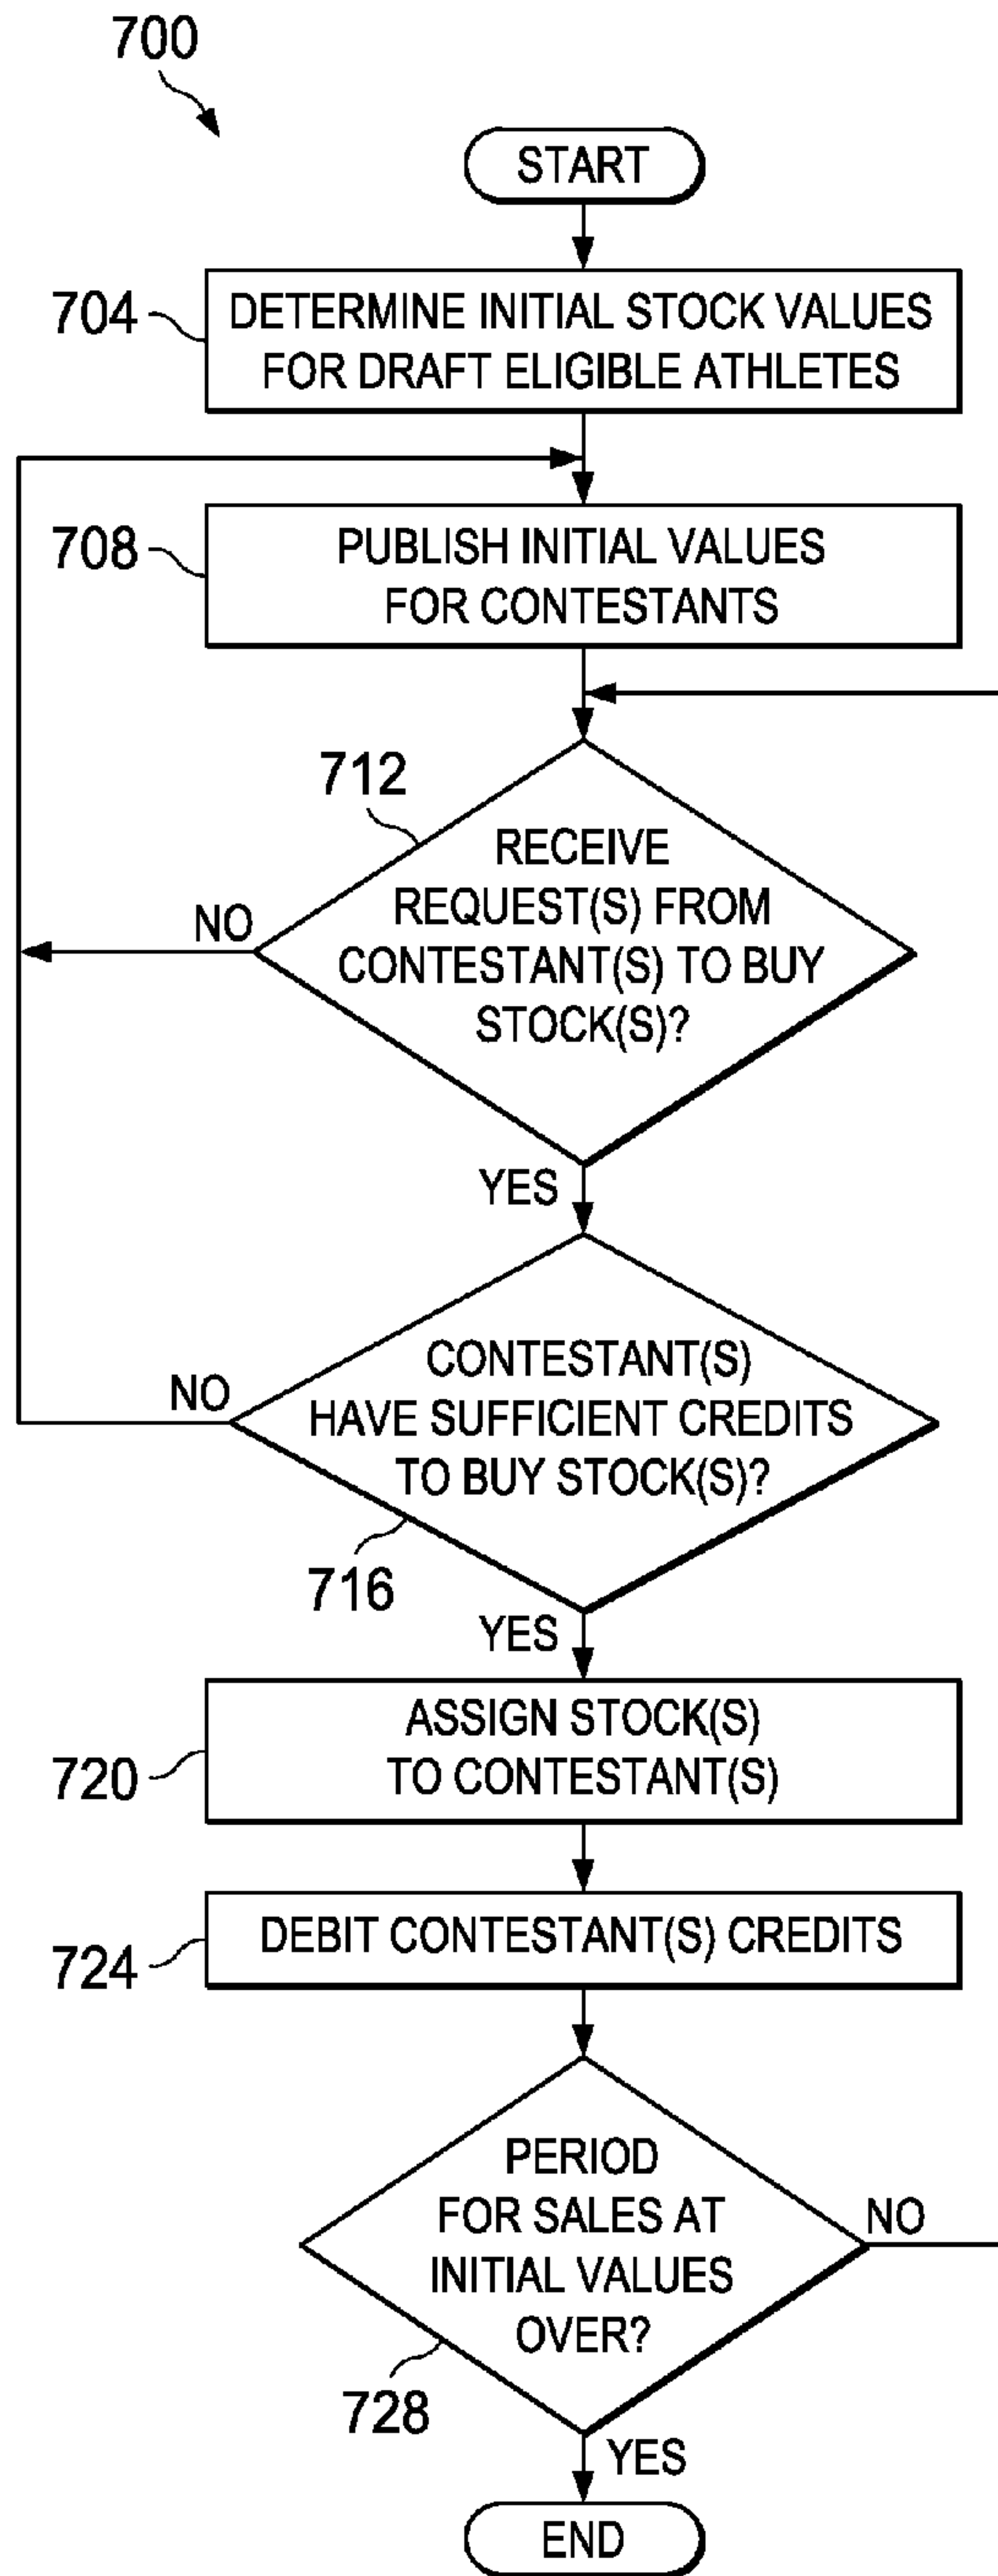 700
START
704
DETERMINE INITIAL STOCK VALUES
FOR DRAFT ELIGIBLE ATHLETES
708
PUBLISH INITIAL VALUES
FOR CONTESTANTS
712
RECEIVE
REQUEST(S) FROM
CONTESTANT(S) TO BUY
STOCK(S)?
NO
YES
CONTESTANT(S)
HAVE SUFFICIENT CREDITS
TO BUY STOCK(S)?
NO
716
YES
ASSIGN STOCK(S)
TO CONTESTANT(S)
720
DEBIT CONTESTANT(S) CREDITS
724
PERIOD
FOR SALES AT
INITIAL VALUES
OVER?
NO
728
YES
END